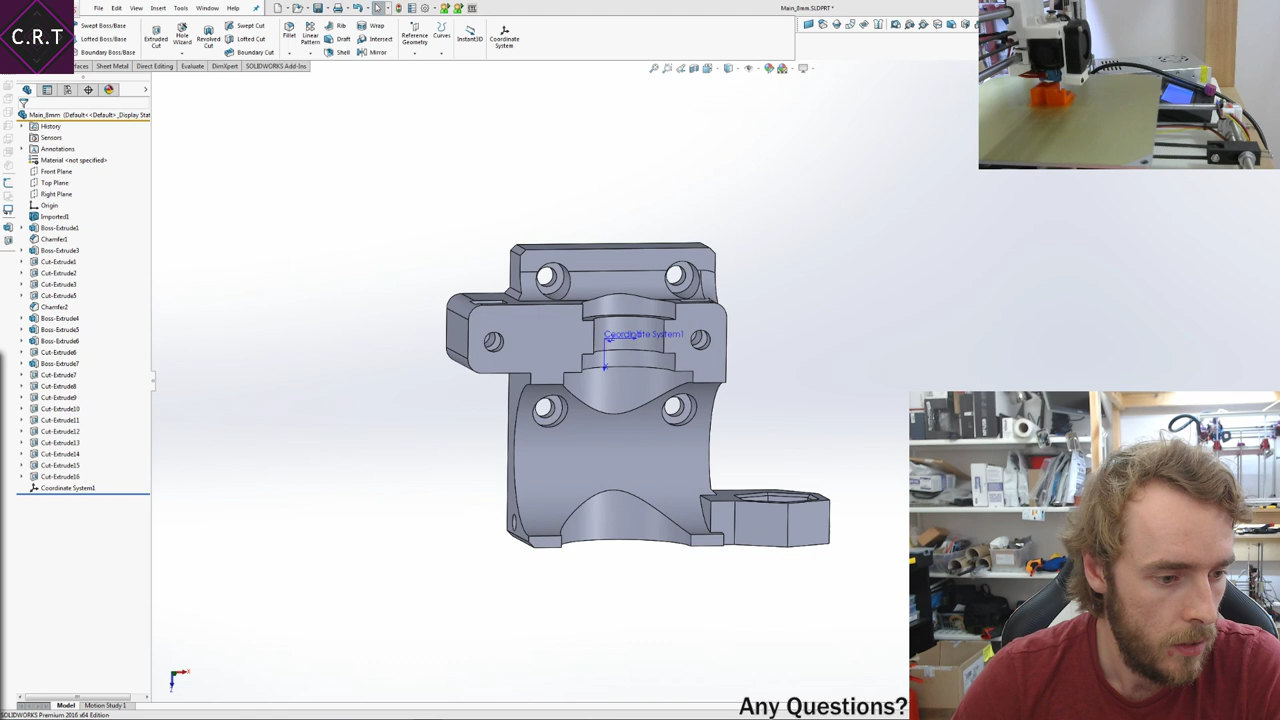 C.R.T
File Edit View Insert Tools Window Help
Main_8mm.SLDPRT *
Extruded Cut
Hole Wizard
Revolved Cut
Swept Boss/Base
Lofted Boss/Base
Boundary Boss/Base
Swept Cut
Lofted Cut
Boundary Cut
Fillet
Linear Pattern
Rib
Draft
Shell
Wrap
Intersect
Mirror
Reference Geometry
Curves
Instant3D
Coordinate System
Sheet Metal Direct Editing Evaluate DimXpert SOLIDWORKS Add-Ins
Main_8mm (Default<<Default>_Display Stat
History
Sensors
Annotations
Material <not specified>
Front Plane
Top Plane
Right Plane
Origin
Imported1
Boss-Extrude1
Chamfer1
Boss-Extrude3
Cut-Extrude1
Cut-Extrude2
Cut-Extrude3
Cut-Extrude5
Chamfer2
Boss-Extrude4
Boss-Extrude5
Boss-Extrude6
Cut-Extrude6
Boss-Extrude7
Cut-Extrude7
Cut-Extrude8
Cut-Extrude9
Cut-Extrude10
Cut-Extrude11
Cut-Extrude12
Cut-Extrude13
Cut-Extrude14
Cut-Extrude15
Cut-Extrude16
Coordinate System1
Coordinate System1
Model Motion Study 1
SOLIDWORKS Premium 2016 x64 Edition
Any Questions?